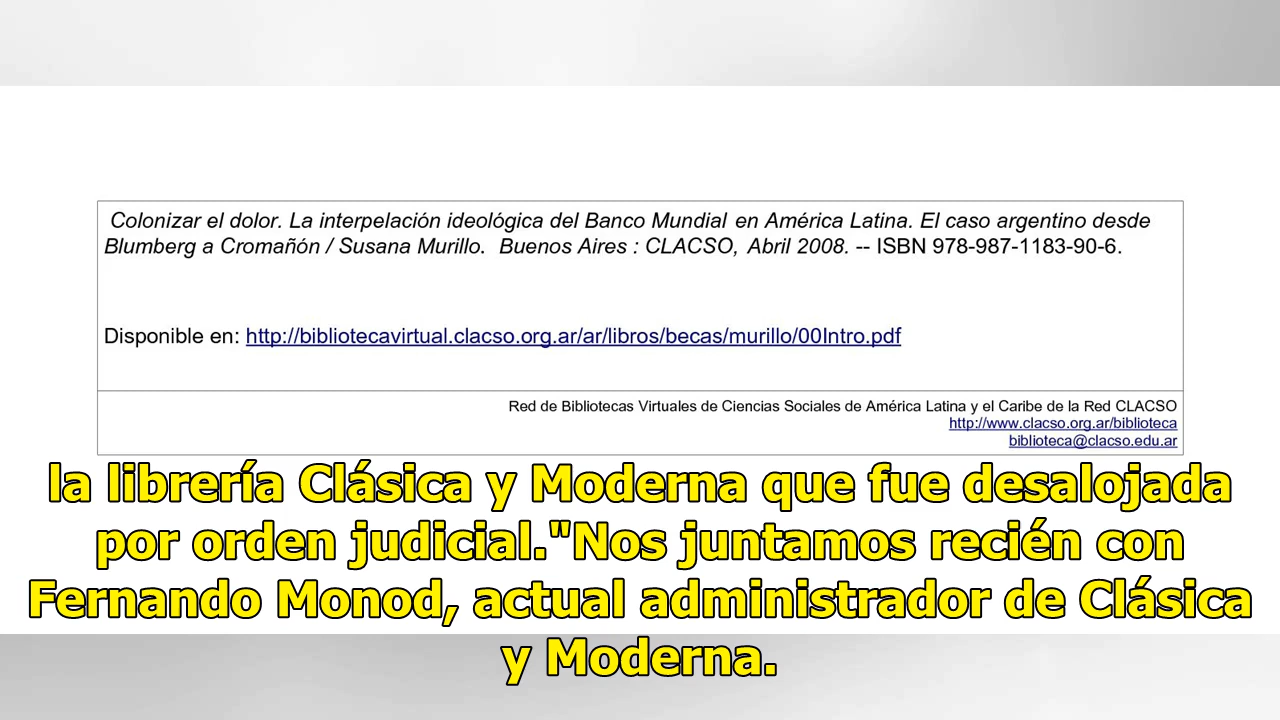 Colonizar el dolor. La interpelación ideológica del Banco Mundial en América Latina. El caso argentino desde
Blumberg a Cromañón / Susana Murillo. Buenos Aires : CLACSO, Abril 2008. -- ISBN 978-987-1183-90-6.
Disponible en: http://bibliotecavirtual.clacso.org.ar/ar/libros/becas/murillo/00Intro.pdf
Red de Bibliotecas Virtuales de Ciencias Sociales de América Latina y el Caribe de la Red CLACSO
http://www.clacso.org.ar/biblioteca
biblioteca@clacso.edu.ar
la librería Clásica y Moderna que fue desalojada
por orden judicial."Nos juntamos recién con
Fernando Monod, actual administrador de Clásica
y Moderna.